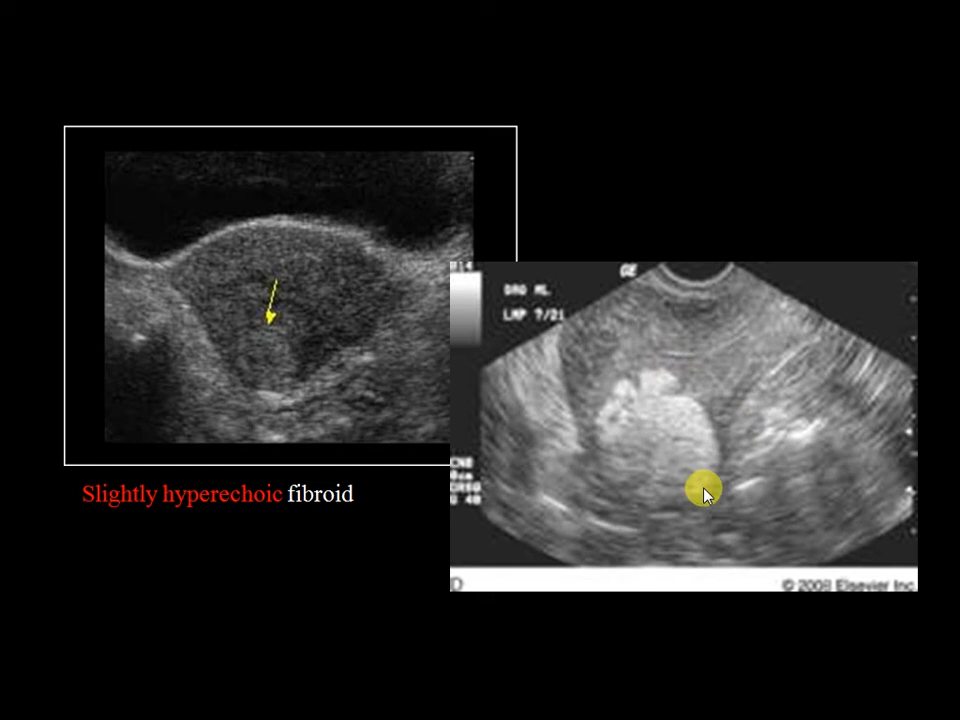 GE
LMP 7/21
Slightly hyperechoic fibroid
D
© 2008 Elsevier Inc